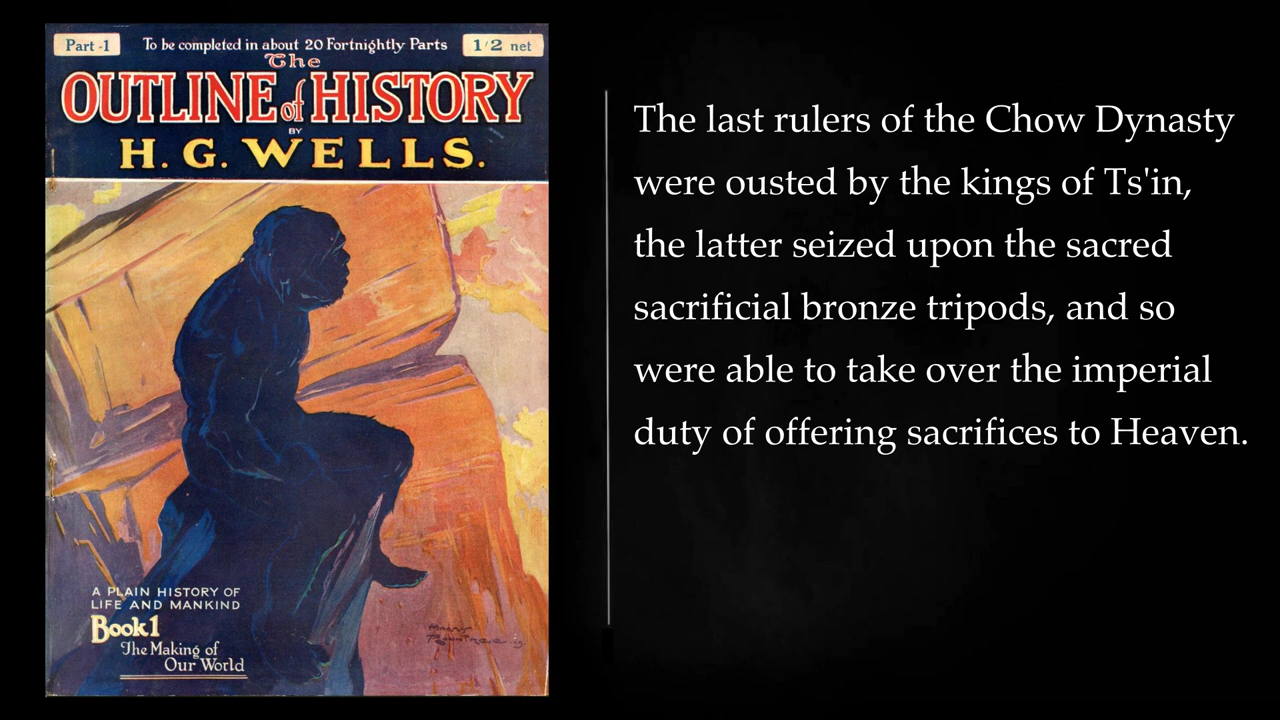 Part -1
To be completed in about 20 Fortnightly Parts
1/2 net
The
OUTLINE of HISTORY
BY
H. G. WELLS.
A PLAIN HISTORY OF
LIFE AND MANKIND
Book 1
The Making of
Our World
The last rulers of the Chow Dynasty
were ousted by the kings of Ts'in,
the latter seized upon the sacred
sacrificial bronze tripods, and so
were able to take over the imperial
duty of offering sacrifices to Heaven.